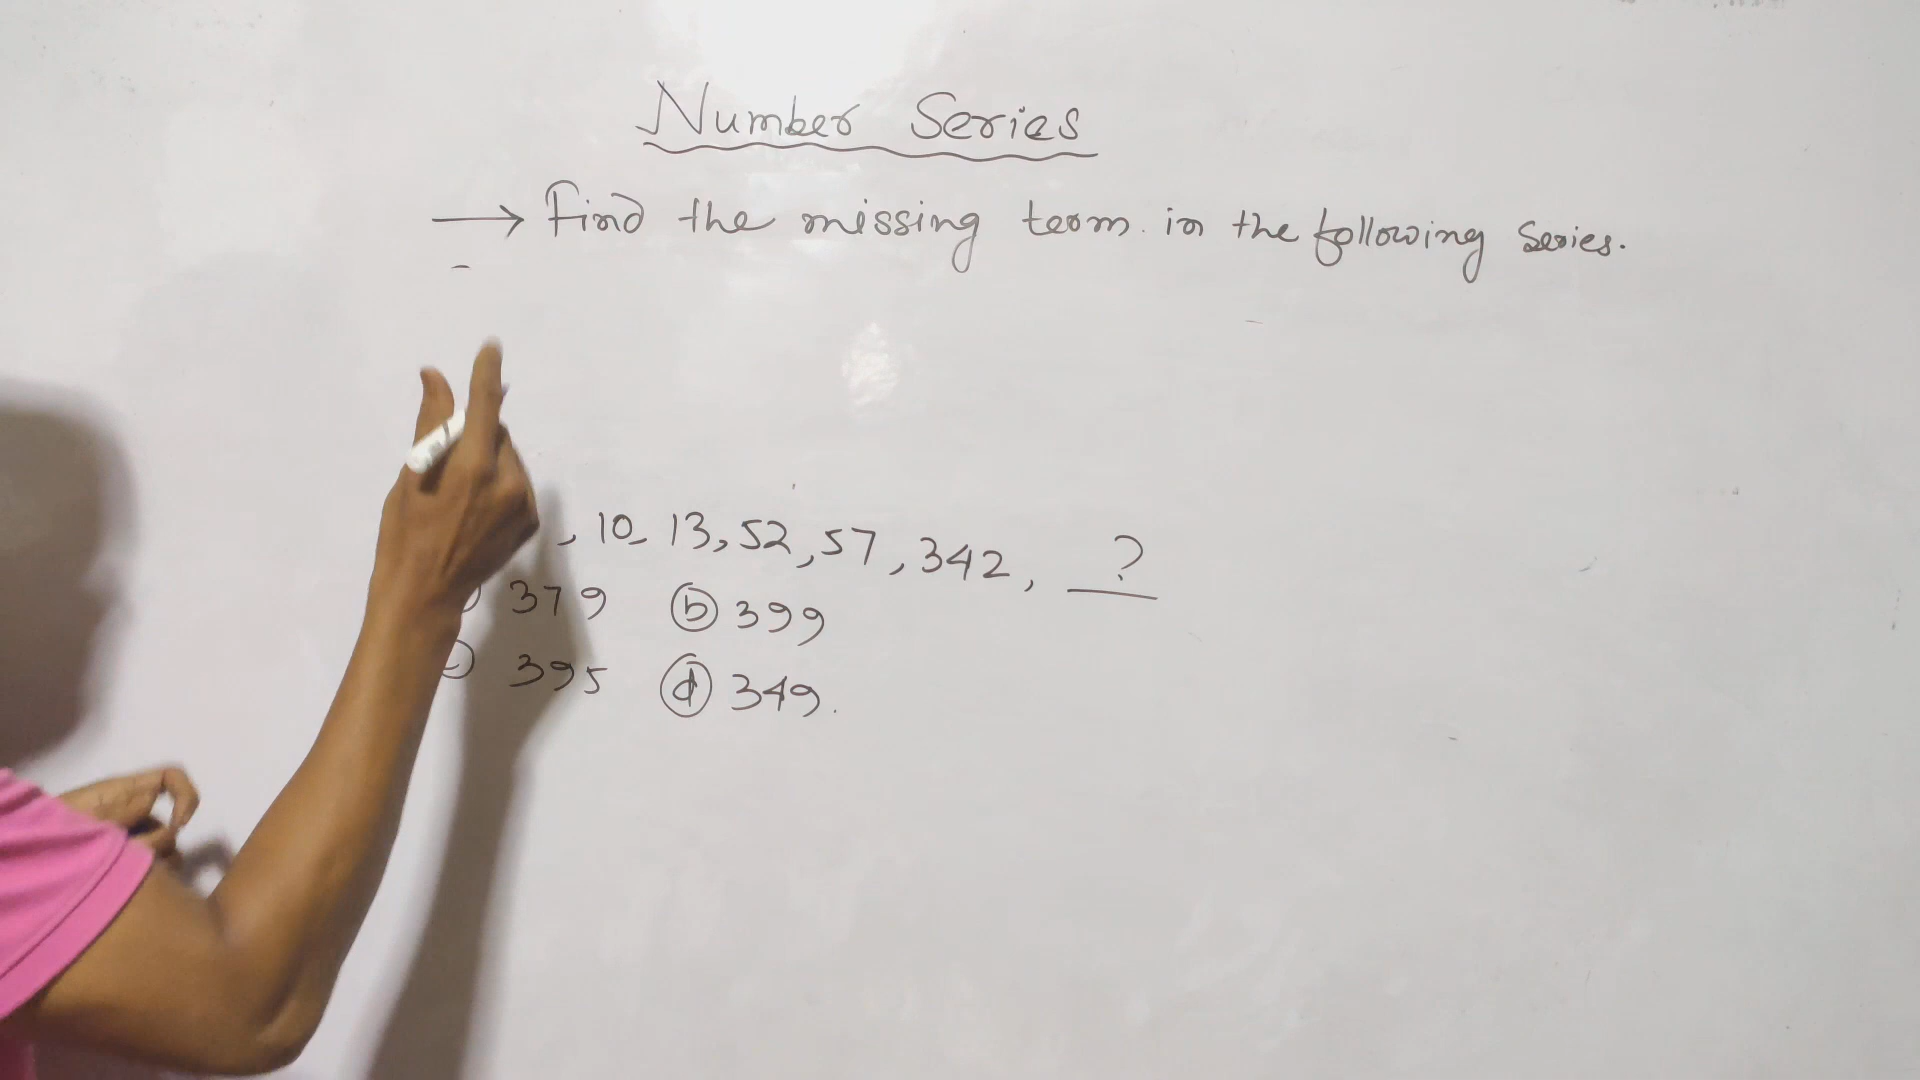 Number Series
→ Find the missing term in the following series.
, 10, 13, 52, 57, 342, ?
379 (b) 399
395 (d) 349.